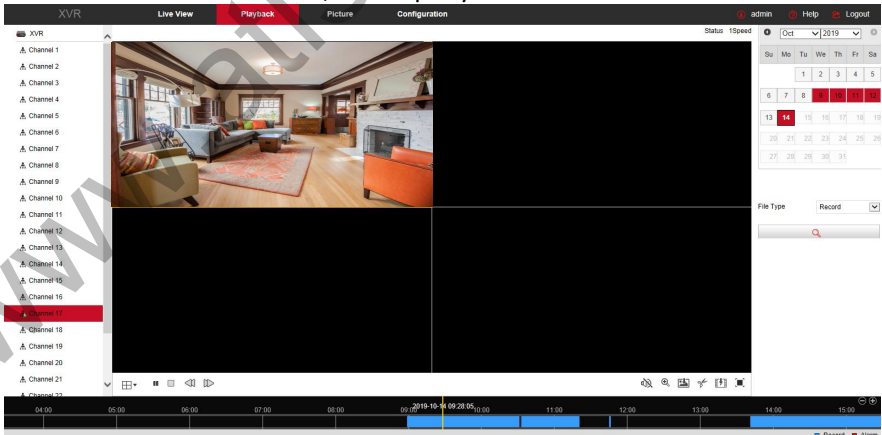 XVR Live View Playback Picture Configuration admin Help Logout
XVR
Channel 1
Channel 2
Channel 3
Channel 4
Channel 5
Channel 6
Channel 7
Channel 8
Channel 9
Channel 10
Channel 11
Channel 12
Channel 13
Channel 14
Channel 15
Channel 16
Channel 17
Channel 18
Channel 19
Channel 20
Channel 21
Channel 22
Status 1Speed
Oct 2019
Su Mo Tu We Th Fr Sa
1 2 3 4 5
6 7 8 9 10 11 12
13 14 15 16 17 18 19
20 21 22 23 24 25 26
27 28 29 30 31
File Type Record
2019-10-14 09:28:05
04:00 05:00 06:00 07:00 08:00 09:00 10:00 11:00 12:00 13:00 14:00 15:00
Record Alarm